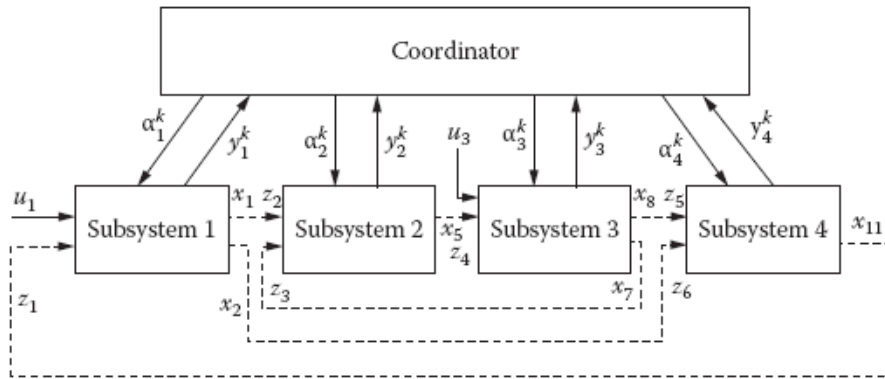 Coordinator
α₁ᵏ y₁ᵏ α₂ᵏ y₂ᵏ u₃ α₃ᵏ y₃ᵏ α₄ᵏ y₄ᵏ
u₁ x₁ z₂ x₈ z₅ x₁₁
Subsystem 1 Subsystem 2 Subsystem 3 Subsystem 4
x₅ z₄
z₁ x₂ z₃ x₇ z₆